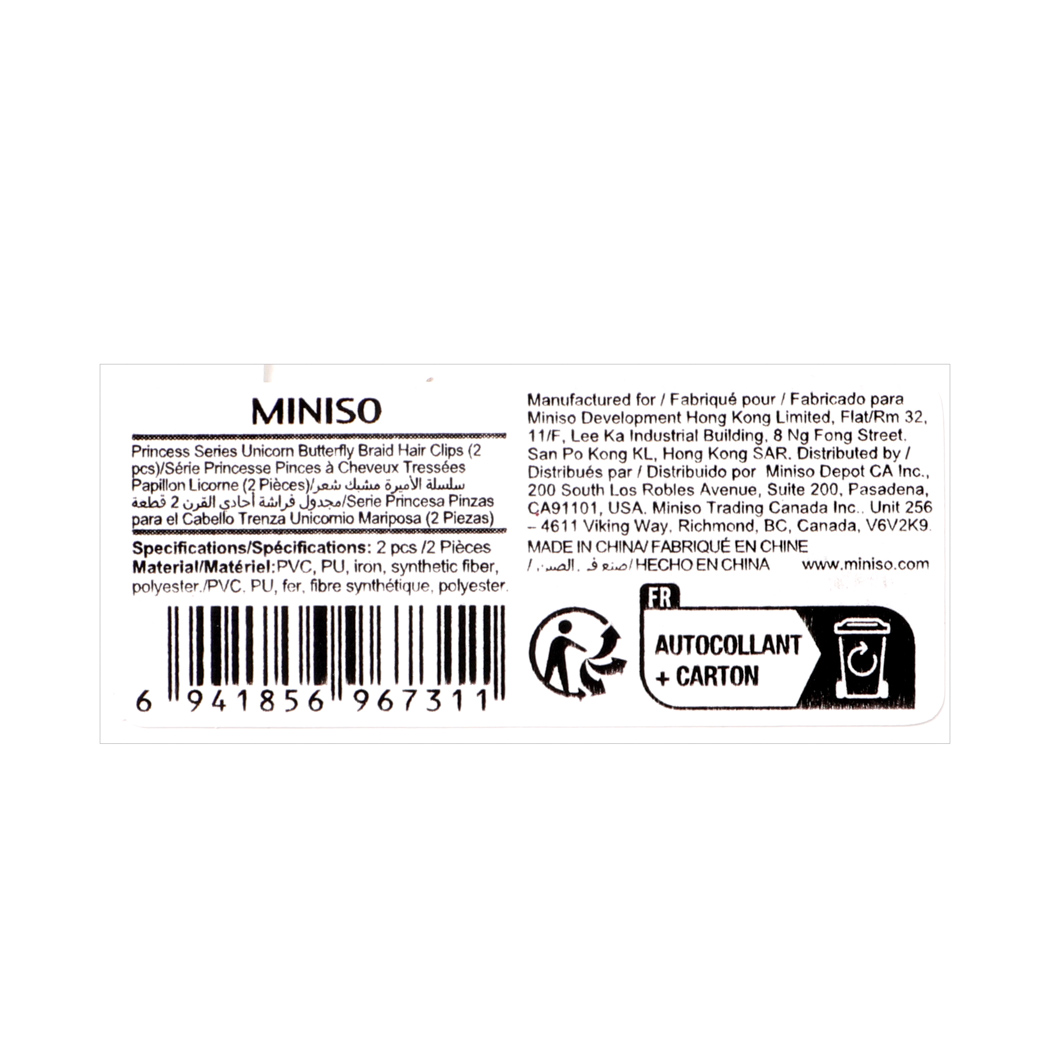 MINISO
Princess Series Unicorn Butterfly Braid Hair Clips (2
pcs)/Série Princesse Pinces à Cheveux Tressées
Papillon Licorne (2 Pièces)/سلسلة الأميرة مشبك شعر
مجدول فراشة أحادي القرن 2 قطعة/Serie Princesa Pinzas
para el Cabello Trenza Unicornio Mariposa (2 Piezas)
Specifications/Spécifications: 2 pcs /2 Pièces
Material/Matériel:PVC, PU, iron, synthetic fiber,
polyester./PVC, PU, fer, fibre synthétique, polyester.
6 941856 967311
Manufactured for / Fabriqué pour / Fabricado para
Miniso Development Hong Kong Limited, Flat/Rm 32,
11/F, Lee Ka Industrial Building, 8 Ng Fong Street,
San Po Kong KL, Hong Kong SAR. Distributed by /
Distribués par / Distribuido por Miniso Depot CA Inc.,
200 South Los Robles Avenue, Suite 200, Pasadena,
CA91101, USA. Miniso Trading Canada Inc.. Unit 256
– 4611 Viking Way, Richmond, BC, Canada, V6V2K9.
MADE IN CHINA/ FABRIQUÉ EN CHINE
/ صنع في الصين / HECHO EN CHINA www.miniso.com
FR
AUTOCOLLANT
+ CARTON